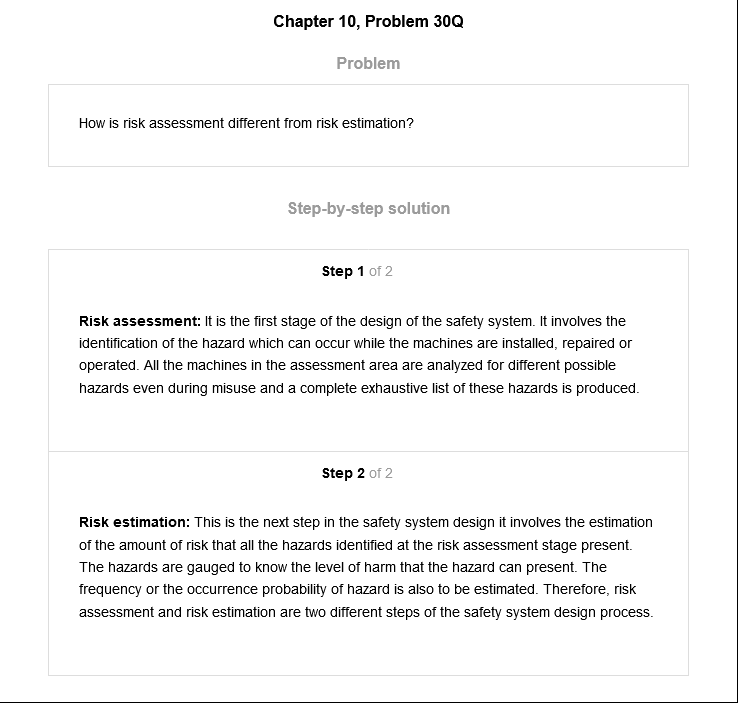 Chapter 10, Problem 30Q
Problem
How is risk assessment different from risk estimation?
Step-by-step solution
Step 1 of 2
Risk assessment: It is the first stage of the design of the safety system. It involves the
identification of the hazard which can occur while the machines are installed, repaired or
operated. All the machines in the assessment area are analyzed for different possible
hazards even during misuse and a complete exhaustive list of these hazards is produced.
Step 2 of 2
Risk estimation: This is the next step in the safety system design it involves the estimation
of the amount of risk that all the hazards identified at the risk assessment stage present.
The hazards are gauged to know the level of harm that the hazard can present. The
frequency or the occurrence probability of hazard is also to be estimated. Therefore, risk
assessment and risk estimation are two different steps of the safety system design process.